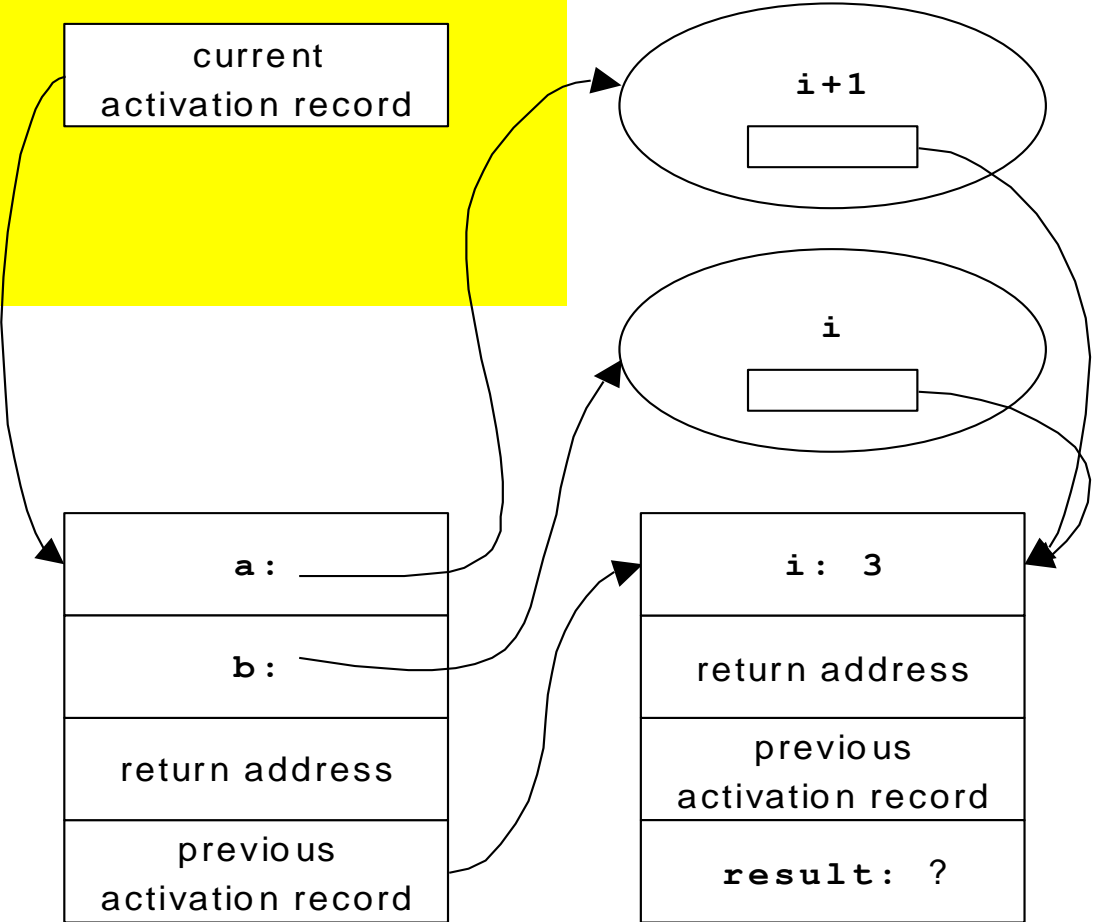 current
activation record
i+1
i
a:
b:
return address
previous
activation record
i: 3
return address
previous
activation record
result: ?